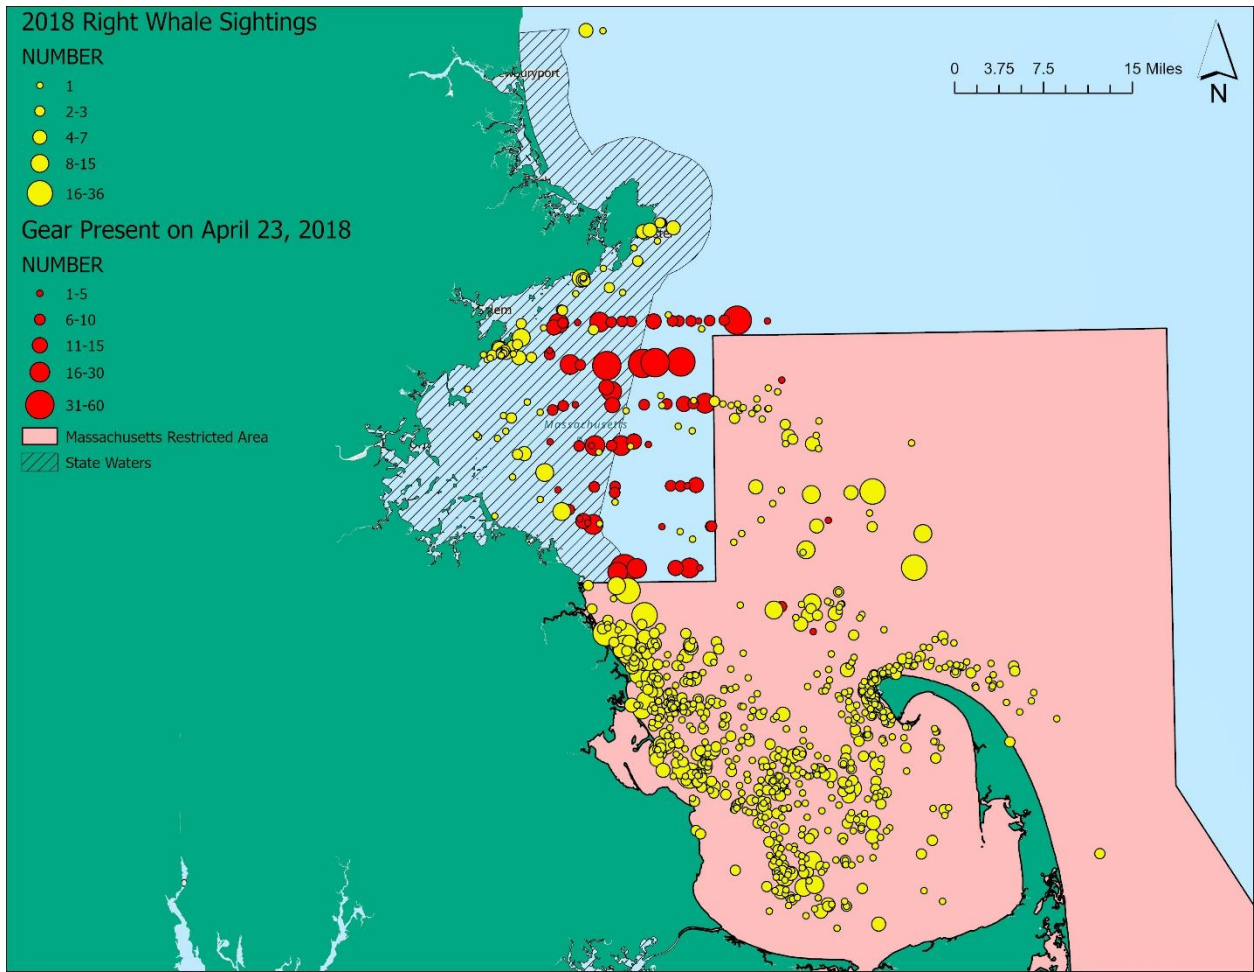 2018 Right Whale Sightings
NUMBER
1
2-3
4-7
8-15
16-36
Gear Present on April 23, 2018
NUMBER
1-5
6-10
11-15
16-30
31-60
Massachusetts Restricted Area
State Waters
0 3.75 7.5 15 Miles
N
Massachusetts